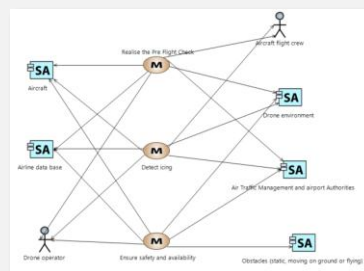 Aircraft flight crew
Realise the Pre Flight Check
M
SA
Aircraft
SA
Drone environment
SA
Airline data base
M
Detect icing
SA
Air Traffic Management and airport Authorities
Drone operator
M
Ensure safety and availability
SA
Obstacles (static, moving on ground or flying)